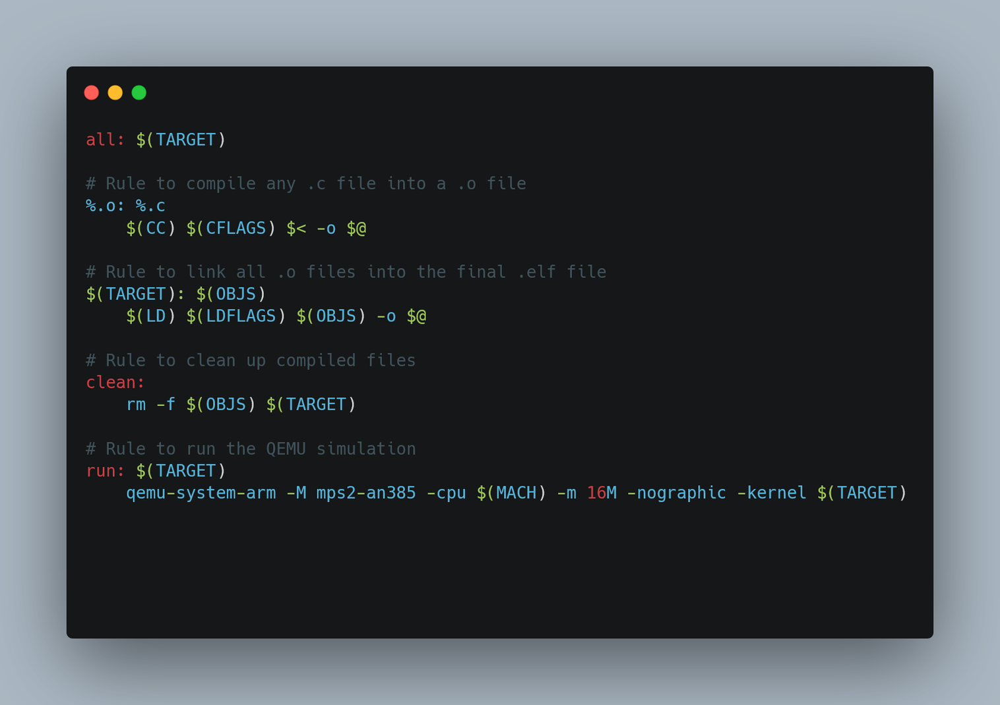 all: $(TARGET)

# Rule to compile any .c file into a .o file
%.o: %.c
    $(CC) $(CFLAGS) $< -o $@

# Rule to link all .o files into the final .elf file
$(TARGET): $(OBJS)
    $(LD) $(LDFLAGS) $(OBJS) -o $@

# Rule to clean up compiled files
clean:
    rm -f $(OBJS) $(TARGET)

# Rule to run the QEMU simulation
run: $(TARGET)
    qemu-system-arm -M mps2-an385 -cpu $(MACH) -m 16M -nographic -kernel $(TARGET)